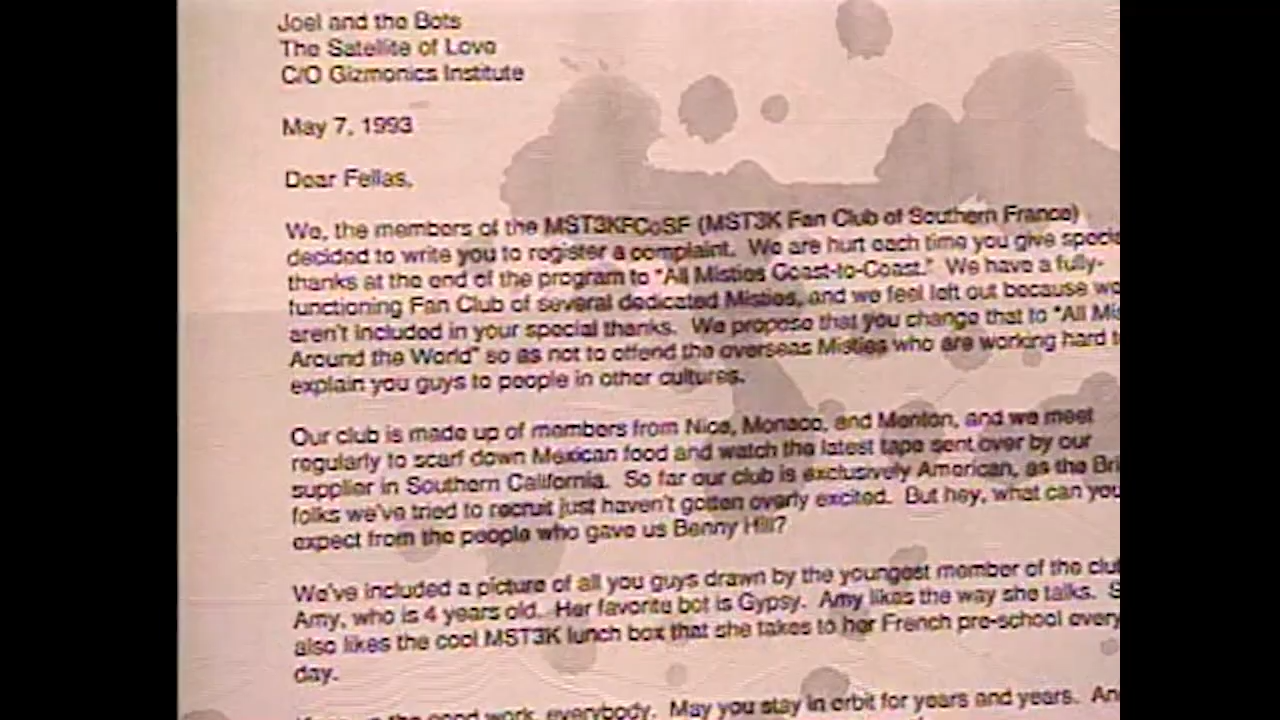 Joel and the Bots
The Satellite of Love
C/O Gizmonics Institute
May 7, 1993
Dear Fellas,
We, the members of the MST3KFCoSF (MST3K Fan Club of Southern France)
decided to write you to register a complaint. We are hurt each time you give specia
thanks at the end of the program to "All Misties Coast-to-Coast." We have a fully-
functioning Fan Club of several dedicated Misties, and we feel left out because we
aren't included in your special thanks. We propose that you change that to "All Mis
Around the World" so as not to offend the overseas Misties who are working hard t
explain you guys to people in other cultures.
Our club is made up of members from Nice, Monaco, and Menton, and we meet
regularly to scarf down Mexican food and watch the latest tape sent over by our
supplier in Southern California. So far our club is exclusively American, as the Bri
folks we've tried to recruit just haven't gotten overly excited. But hey, what can you
expect from the people who gave us Benny Hill?
We've included a picture of all you guys drawn by the youngest member of the clu
Amy, who is 4 years old. Her favorite bot is Gypsy. Amy likes the way she talks. S
also likes the cool MST3K lunch box that she takes to her French pre-school every
day.
the good work, everybody. May you stay in orbit for years and years. An